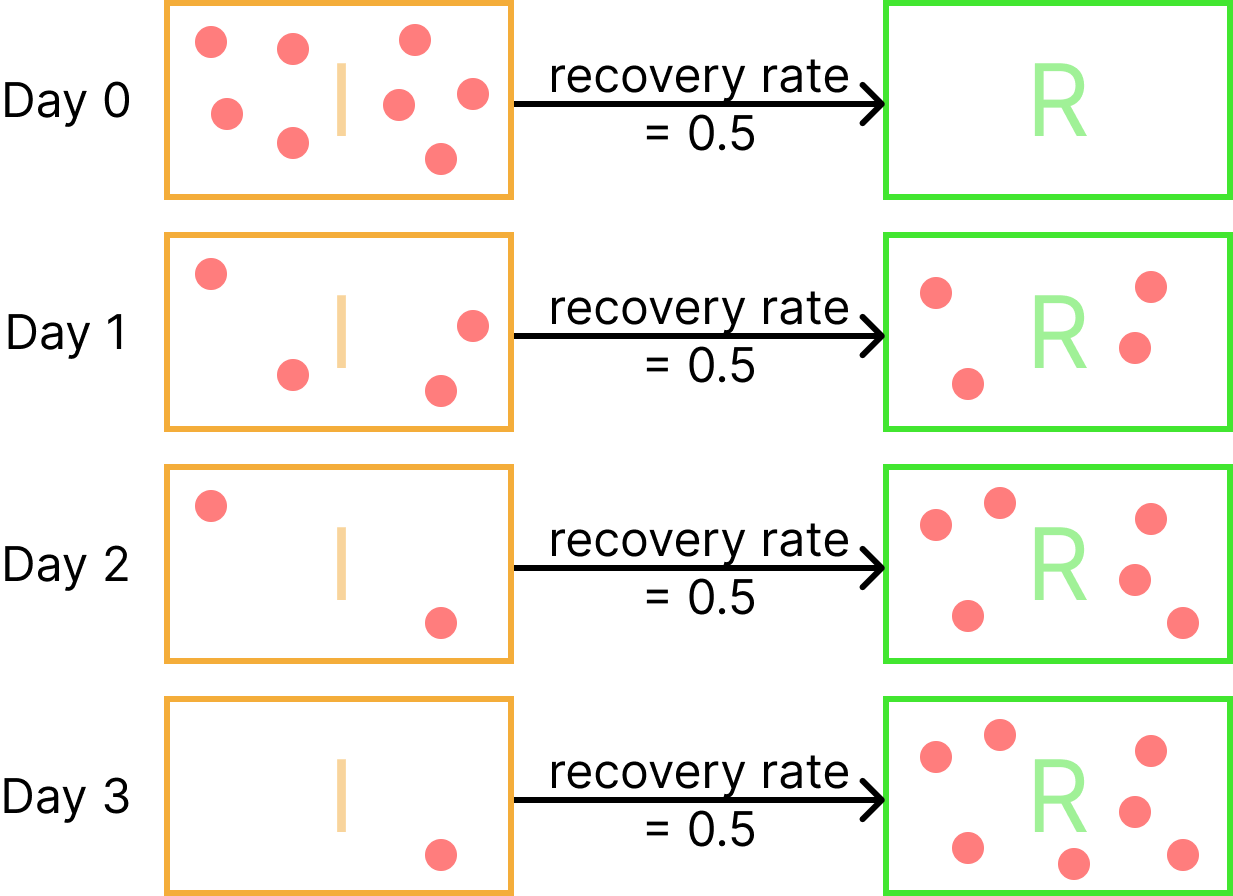 Day 0
I
recovery rate
= 0.5
R
Day 1
I
recovery rate
= 0.5
R
Day 2
I
recovery rate
= 0.5
R
Day 3
I
recovery rate
= 0.5
R